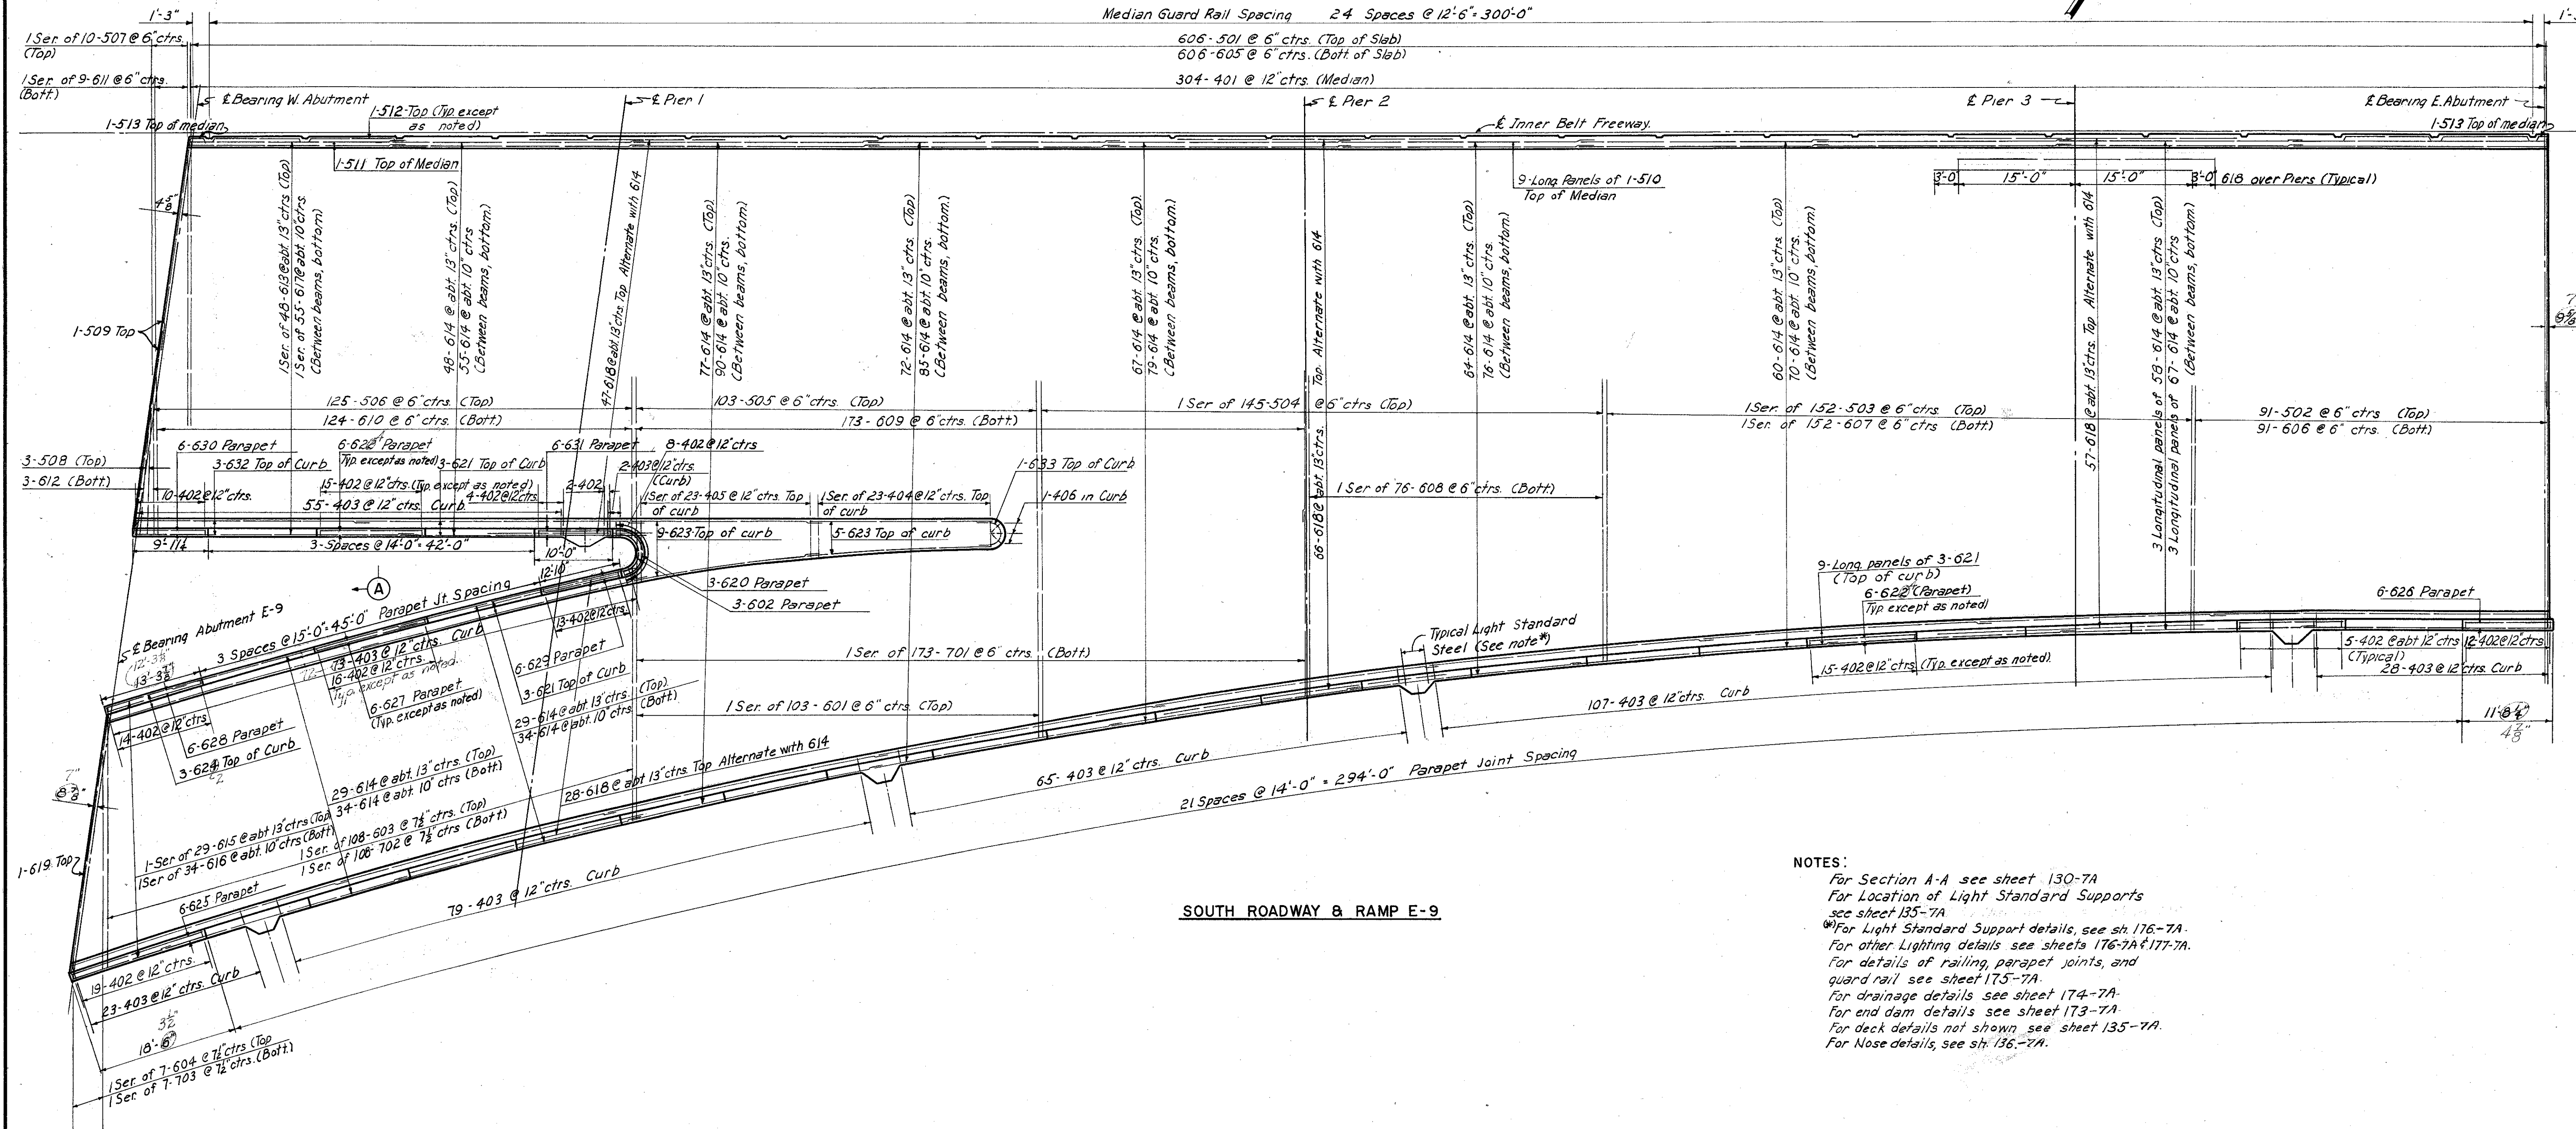 1'-3"
Median Guard Rail Spacing 24 Spaces @ 12'-6" = 300'-0"
1 Ser. of 10-507 @ 6" ctrs.
(Top)
606-501 @ 6" ctrs. (Top of Slab)
606-605 @ 6" ctrs. (Bott. of Slab)
1 Ser. of 9-611 @ 6" ctrs.
(Bott.)
304-401 @ 12" ctrs. (Median)
℄ Bearing W. Abutment
℄ Pier 1
℄ Pier 2
℄ Pier 3
℄ Bearing E. Abutment
1-513 Top of median
1-512-Top (Typ. except
as noted)
℄ Inner Belt Freeway.
1-513 Top of median
1-511 Top of Median
9-Long Panels of 1-510
Top of Median
3'-0
15'-0"
15'-0"
3'-0
618 over Piers (Typical)
4 5/8"
1 Ser. of 48-613 @ abt. 13" ctrs (Top)
1 Ser. of 55-617 @ abt. 10" ctrs.
(Between beams, bottom)
48-614 @ abt. 13" ctrs. (Top)
55-614 @ abt. 10" ctrs
(Between beams, bottom.)
47-618 @ abt. 13" ctrs. Top Alternate with 614
77-614 @ abt. 13" ctrs. (Top)
90-614 @ abt. 10" ctrs.
(Between beams, bottom)
72-614 @ abt. 13" ctrs. (Top)
85-614 @ abt. 10" ctrs.
(Between beams, bottom.)
67-614 @ abt. 13" ctrs. (Top)
79-614 @ abt. 10" ctrs.
(Between beams, bottom.)
66-618 @ abt. 13" ctrs. Top. Alternate with 614
64-614 @ abt. 13" ctrs. (Top)
76-614 @ abt. 10" ctrs.
(Between beams, bottom)
60-614 @ abt. 13" ctrs. (Top)
70-614 @ abt. 10" ctrs.
(Between beams, bottom)
57-618 @ abt. 13" ctrs. Top Alternate with 614
3 Longitudinal panels of 58-614 @ abt. 13" ctrs (Top)
3 Longitudinal panels of 67-614 @ abt. 10" ctrs
(Between beams, bottom.)
1-509 Top
125-506 @ 6" ctrs. (Top)
124-610 @ 6" ctrs. (Bott.)
103-505 @ 6" ctrs. (Top)
173-609 @ 6" ctrs. (Bott.)
1 Ser of 145-504 @ 6" ctrs (Top)
1 Ser. of 152-503 @ 6" ctrs. (Top)
1 Ser. of 152-607 @ 6" ctrs (Bott)
91-502 @ 6" ctrs (Top)
91-606 @ 6" ctrs. (Bott)
6-630 Parapet
Parapet
(Typ. except as noted)
6-631 Parapet
8-402 @ 12" ctrs
3-508 (Top)
3-612 (Bott.)
3-632 Top of Curb
3-621 Top of Curb
2-403 @ 12" ctrs.
(Curb)
1-633 Top of Curb
10-402 @ 12" ctrs.
15-402 @ 12" ctrs. (Typ. except as noted)
4-402 @ 12" ctrs
2-402
1 Ser. of 23-405 @ 12" ctrs. Top
of curb
1 Ser. of 23-404 @ 12" ctrs. Top
of curb
1-406 in Curb
1 Ser of 76-608 @ 6" ctrs. (Bott)
55-403 @ 12" ctrs. Curb
9-623 Top of curb
5-623 Top of curb
3-Spaces @ 14'-0" = 42'-0"
10'-0"
12'-10"
A
3-620 Parapet
3-602 Parapet
9-Long panels of 3-621
(Top of curb)
(Parapet)
Typ. except as noted)
6-626 Parapet
℄ Bearing Abutment E-9
3 Spaces @ 15'-0" = 45'-0" Parapet Jt. Spacing
13-402 @ 12" ctrs.
Typical Light Standard
Steel (See note*)
5-402 @ abt 12" ctrs
(Typical)
12-402 @ 12" ctrs.
28-403 @ 12" ctrs. Curb
73-403 @ 12" ctrs. Curb
16-402 @ 12" ctrs.
Typ. except as noted.
6-627 Parapet
(Typ. except as noted)
6-629 Parapet
3-621 Top of Curb
1 Ser. of 173-701 @ 6" ctrs. (Bott)
15-402 @ 12" ctrs (Typ. except as noted)
14-402 @ 12" ctrs
6-628 Parapet
Top of Curb
29-614 @ abt. 13" ctrs. (Top)
34-614 @ abt. 10" ctrs. (Bott.)
1 Ser. of 103-601 @ 6" ctrs (Top)
107-403 @ 12" ctrs. Curb
29-614 @ abt. 13" ctrs. (Top)
34-614 @ abt. 10" ctrs (Bott.)
28-618 @ abt 13" ctrs. Top Alternate with 614
65-403 @ 12" ctrs. Curb
21 Spaces @ 14'-0" = 294'-0" Parapet Joint Spacing
1-Ser of 29-615 @ abt 13" ctrs (Top)
1 Ser of 34-616 @ abt. 10" ctrs (Bott)
1 Ser. of 108-603 @ 7½" ctrs. (Top)
1 Ser. of 108-702 @ 7½" ctrs (Bott.)
1-619 Top
6-625 Parapet
79-403 @ 12" ctrs. Curb
19-402 @ 12" ctrs.
23-403 @ 12" ctrs. Curb
1 Ser. of 7-604 @ 7½" ctrs (Top
1 Ser. of 7-703 @ 7½" ctrs. (Bott.)
SOUTH ROADWAY & RAMP E-9
NOTES:
For Section A-A see sheet 130-7A
For Location of Light Standard Supports
see sheet 135-7A
(*) For Light Standard Support details, see sh. 176-7A.
For other Lighting details see sheets 176-7A & 177-7A.
For details of railing, parapet joints, and
guard rail see sheet 175-7A.
For drainage details see sheet 174-7A.
For end dam details see sheet 173-7A.
For deck details not shown see sheet 135-7A.
For Nose details, see sh. 136-7A.